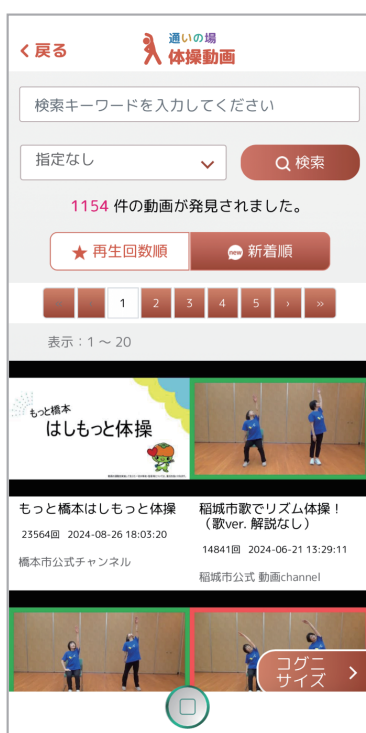 < 戻る
通いの場
体操動画
検索キーワードを入力してください
指定なし
検索
1154 件の動画が発見されました。
★ 再生回数順
new 新着順
1 2 3 4 5 › »
表示：1 ～ 20
もっと橋本
はしもっと体操
もっと橋本はしもっと体操
23564回 2024-08-26 18:03:20
橋本市公式チャンネル
稲城市歌でリズム体操！
（歌ver. 解説なし）
14841回 2024-06-21 13:29:11
稲城市公式 動画channel
コグニ
サイズ >